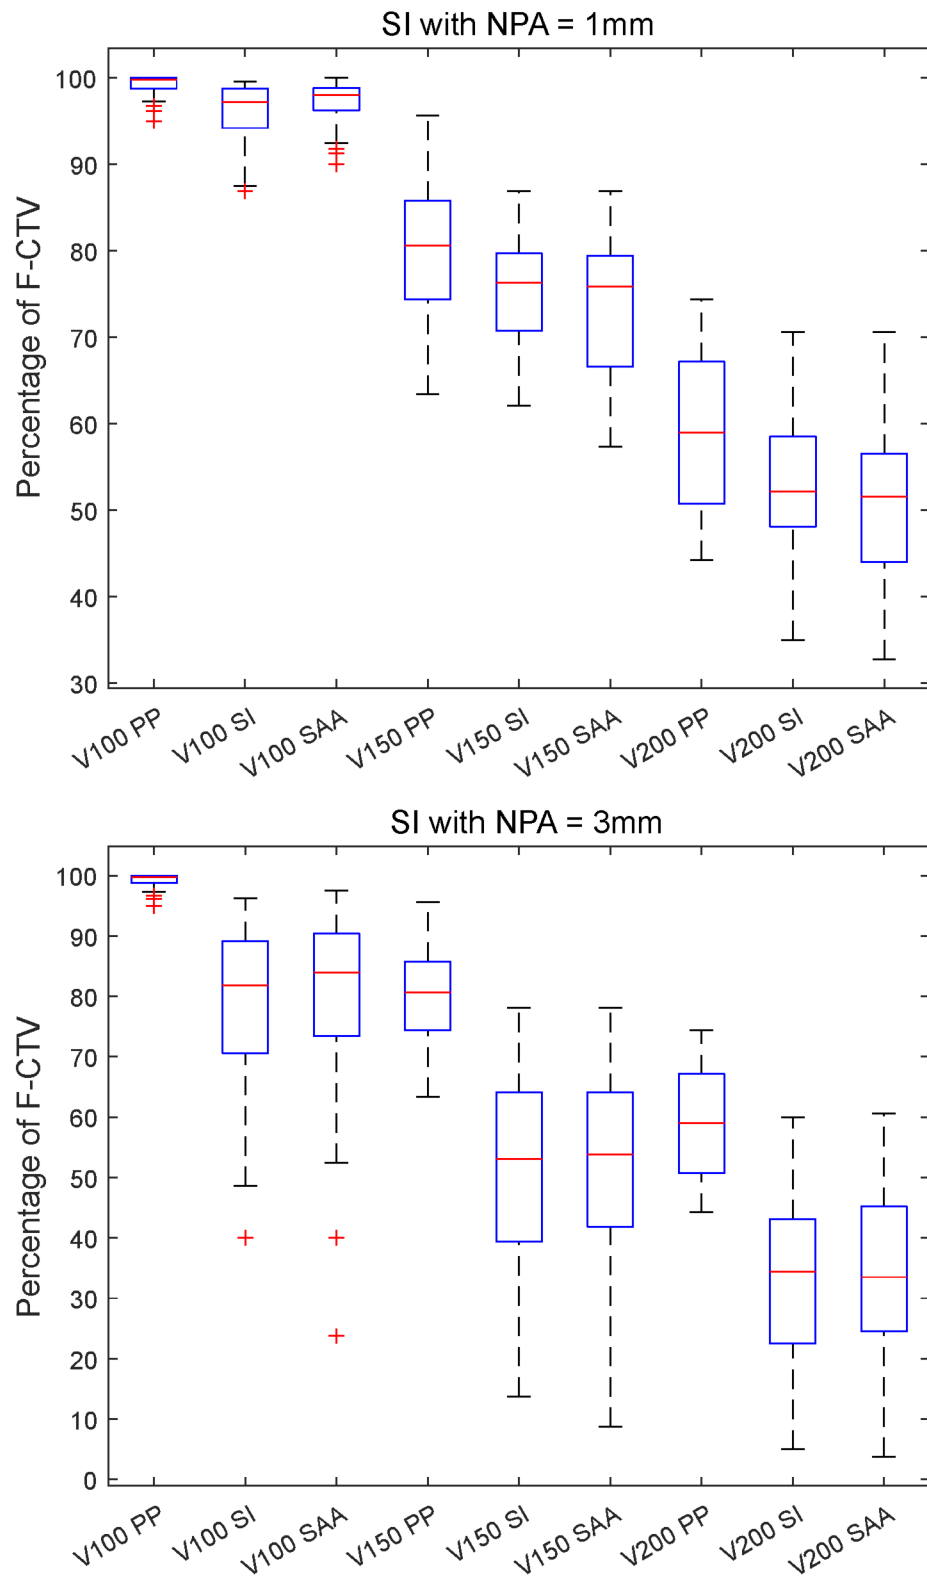 SI with NPA = 1mm
Percentage of F-CTV
100
90
80
70
60
50
40
30
V100 PP
V100 SI
V100 SAA
V150 PP
V150 SI
V150 SAA
V200 PP
V200 SI
V200 SAA
SI with NPA = 3mm
Percentage of F-CTV
100
90
80
70
60
50
40
30
20
10
0
V100 PP
V100 SI
V100 SAA
V150 PP
V150 SI
V150 SAA
V200 PP
V200 SI
V200 SAA